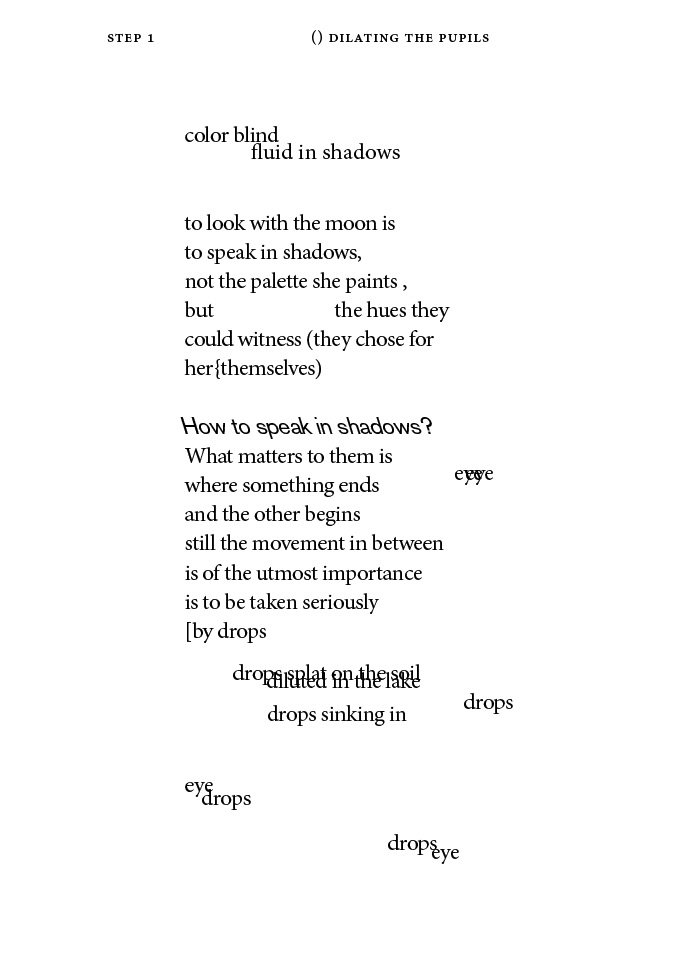 STEP 1 () DILATING THE PUPILS
color blind
fluid in shadows
to look with the moon is
to speak in shadows,
not the palette she paints ,
but the hues they
could witness (they chose for
her{themselves)
How to speak in shadows?
What matters to them is
eye eye
where something ends
and the other begins
still the movement in between
is of the utmost importance
is to be taken seriously
[by drops
drops splat on the soil
diluted in the lake
drops
drops sinking in
eye
drops
drops
eye